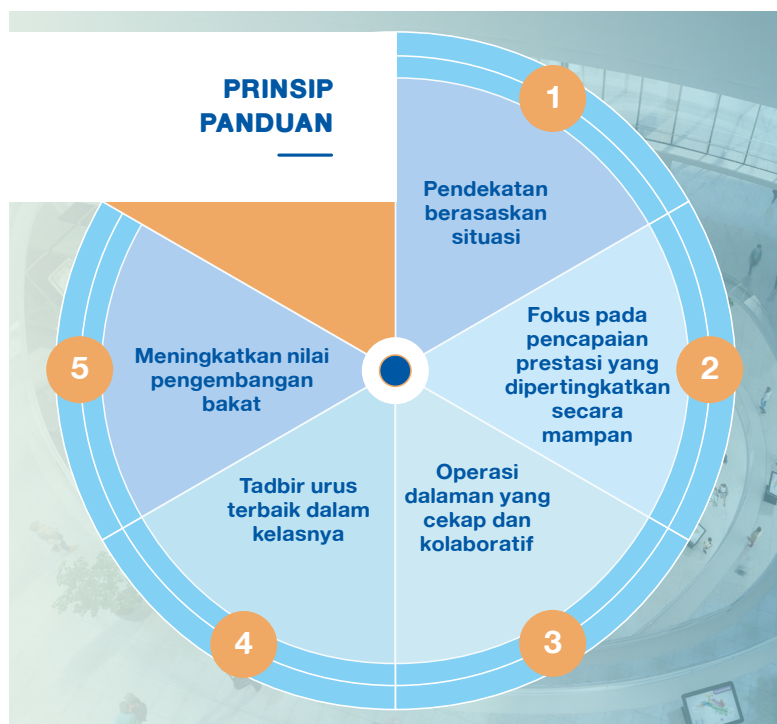 PRINSIP
PANDUAN
1
Pendekatan
berasaskan
situasi
2
Fokus pada
pencapaian
prestasi yang
dipertingkatkan
secara
mampan
3
Operasi
dalaman yang
cekap dan
kolaboratif
4
Tadbir urus
terbaik dalam
kelasnya
5
Meningkatkan nilai
pengembangan
bakat